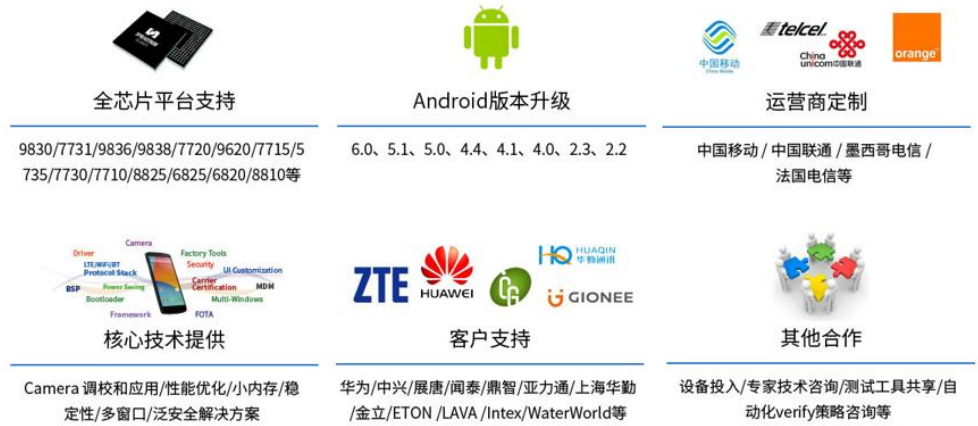 中国移动
China Mobile
telcel
China
unicom中国联通
orange
全芯片平台支持
Android版本升级
运营商定制
9830/7731/9836/9838/7720/9620/7715/5
735/7730/7710/8825/6825/6820/8810等
6.0、5.1、5.0、4.4、4.1、4.0、2.3、2.2
中国移动 / 中国联通 / 墨西哥电信 /
法国电信等
Camera
Driver
Factory Tools
LTE/WiFi/BT
Protocol Stack
Security
UI Customization
BSP
Power Saving
Carrier
Certification
MDM
Bootloader
Multi-Windows
Framework
FOTA
ZTE
HUAWEI
HUAQIN
华勤通讯
GIONEE
核心技术提供
客户支持
其他合作
Camera 调校和应用/性能优化/小内存/稳
定性/多窗口/泛安全解决方案
华为/中兴/展唐/闻泰/鼎智/亚力通/上海华勤
/金立/ETON /LAVA /Intex/WaterWorld等
设备投入/专家技术咨询/测试工具共享/自
动化verify策略咨询等